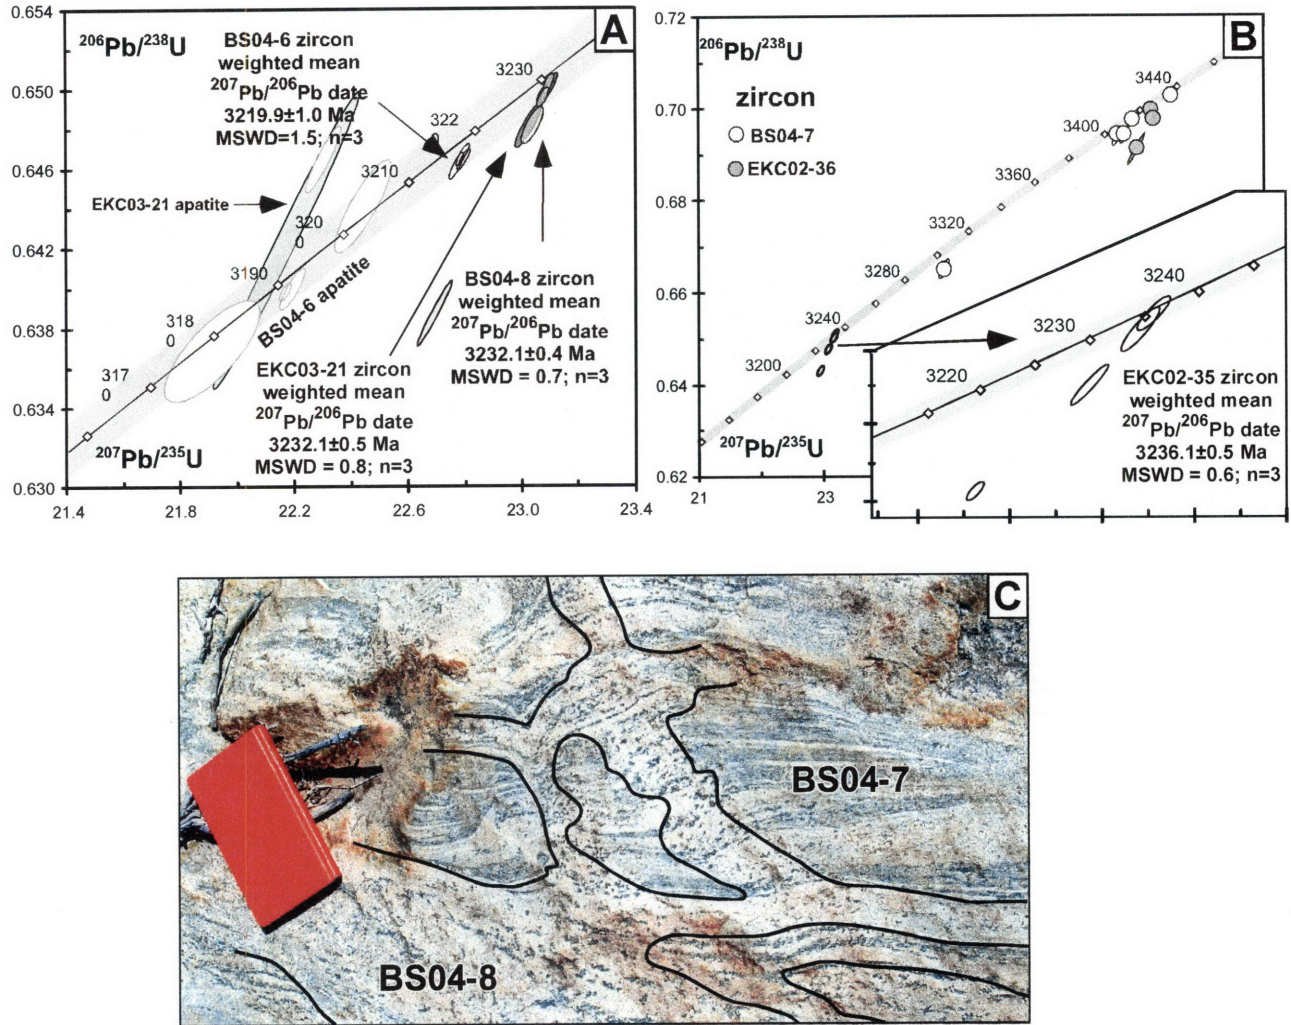 A
206Pb/238U
0.654
0.650
0.646
0.642
0.638
0.634
0.630
21.4
21.8
22.2
22.6
23.0
23.4
207Pb/235U
BS04-6 zircon
weighted mean
207Pb/206Pb date
3219.9±1.0 Ma
MSWD=1.5; n=3
3230
322
0
3210
320
0
3190
318
0
317
0
EKC03-21 apatite
BS04-6 apatite
BS04-8 zircon
weighted mean
207Pb/206Pb date
3232.1±0.4 Ma
MSWD = 0.7; n=3
EKC03-21 zircon
weighted mean
207Pb/206Pb date
3232.1±0.5 Ma
MSWD = 0.8; n=3
B
206Pb/238U
0.72
0.70
0.68
0.66
0.64
0.62
21
23
207Pb/235U
zircon
BS04-7
EKC02-36
3440
3400
3360
3320
3280
3240
3200
3240
3230
3220
EKC02-35 zircon
weighted mean
207Pb/206Pb date
3236.1±0.5 Ma
MSWD = 0.6; n=3
C
BS04-7
BS04-8